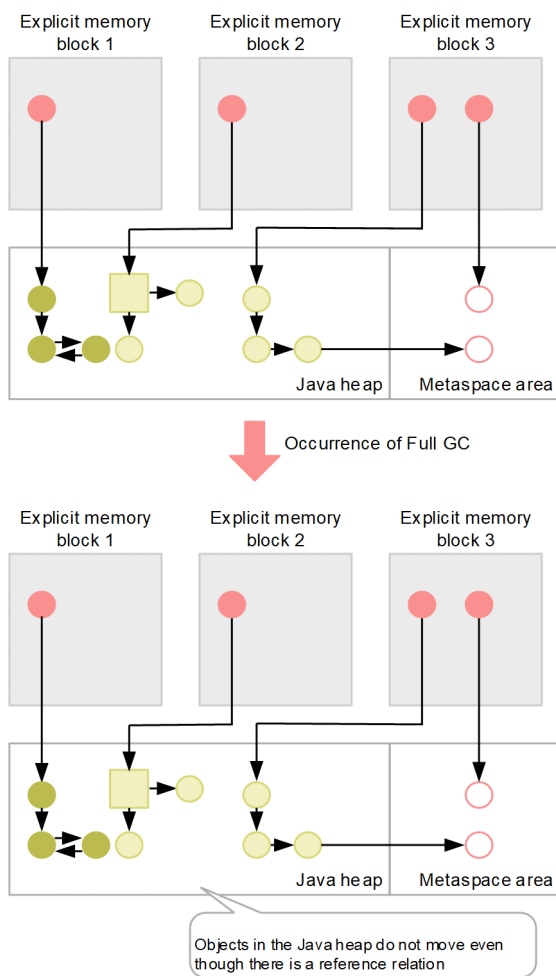 Explicit memory
block 1
Explicit memory
block 2
Explicit memory
block 3
Java heap
Metaspace area
Occurrence of Full GC
Explicit memory
block 1
Explicit memory
block 2
Explicit memory
block 3
Java heap
Metaspace area
Objects in the Java heap do not move even
though there is a reference relation